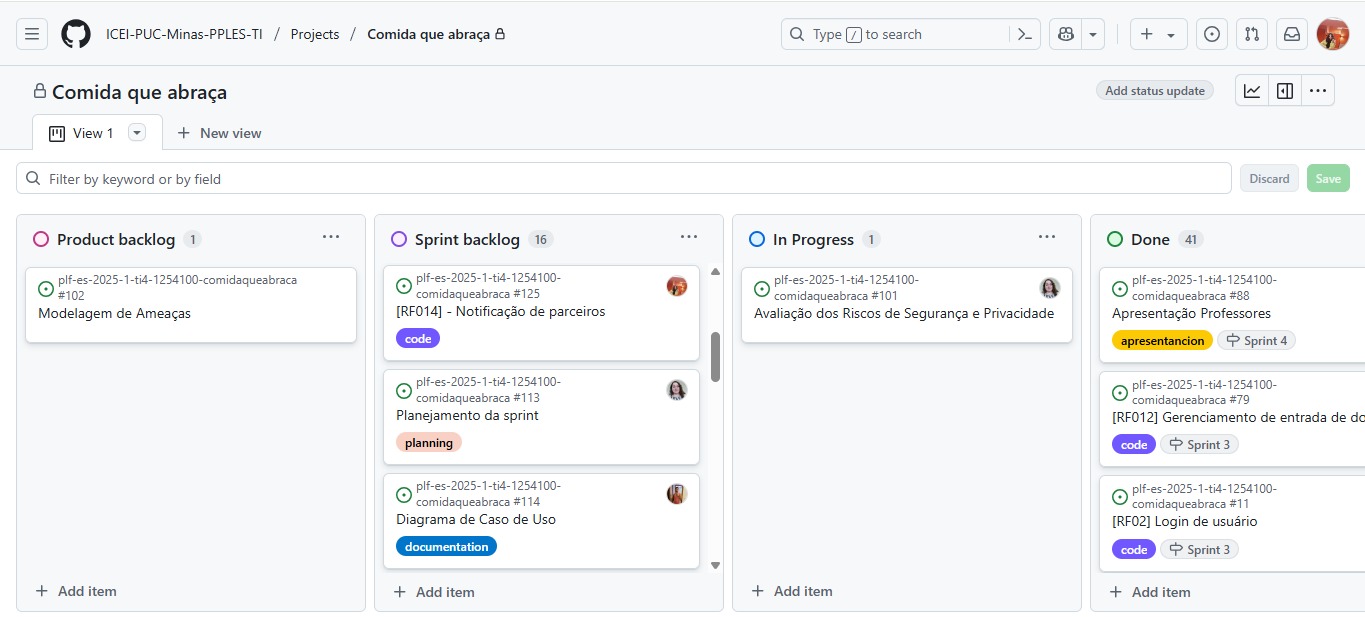 ICEI-PUC-Minas-PPLES-TI / Projects / Comida que abraça
Type / to search
Comida que abraça
Add status update
View 1
New view
Filter by keyword or by field
Discard
Save
Product backlog 1
plf-es-2025-1-ti4-1254100-comidaqueabraca
#102
Modelagem de Ameaças
Add item
Sprint backlog 16
plf-es-2025-1-ti4-1254100-
comidaqueabraca #125
[RF014] - Notificação de parceiros
code
plf-es-2025-1-ti4-1254100-
comidaqueabraca #113
Planejamento da sprint
planning
plf-es-2025-1-ti4-1254100-
comidaqueabraca #114
Diagrama de Caso de Uso
documentation
Add item
In Progress 1
plf-es-2025-1-ti4-1254100-
comidaqueabraca #101
Avaliação dos Riscos de Segurança e Privacidade
Add item
Done 41
plf-es-2025-1-ti4-1254100-
comidaqueabraca #88
Apresentação Professores
apresentancion Sprint 4
plf-es-2025-1-ti4-1254100-
comidaqueabraca #79
[RF012] Gerenciamento de entrada de do
code Sprint 3
plf-es-2025-1-ti4-1254100-
comidaqueabraca #11
[RF02] Login de usuário
code Sprint 3
Add item